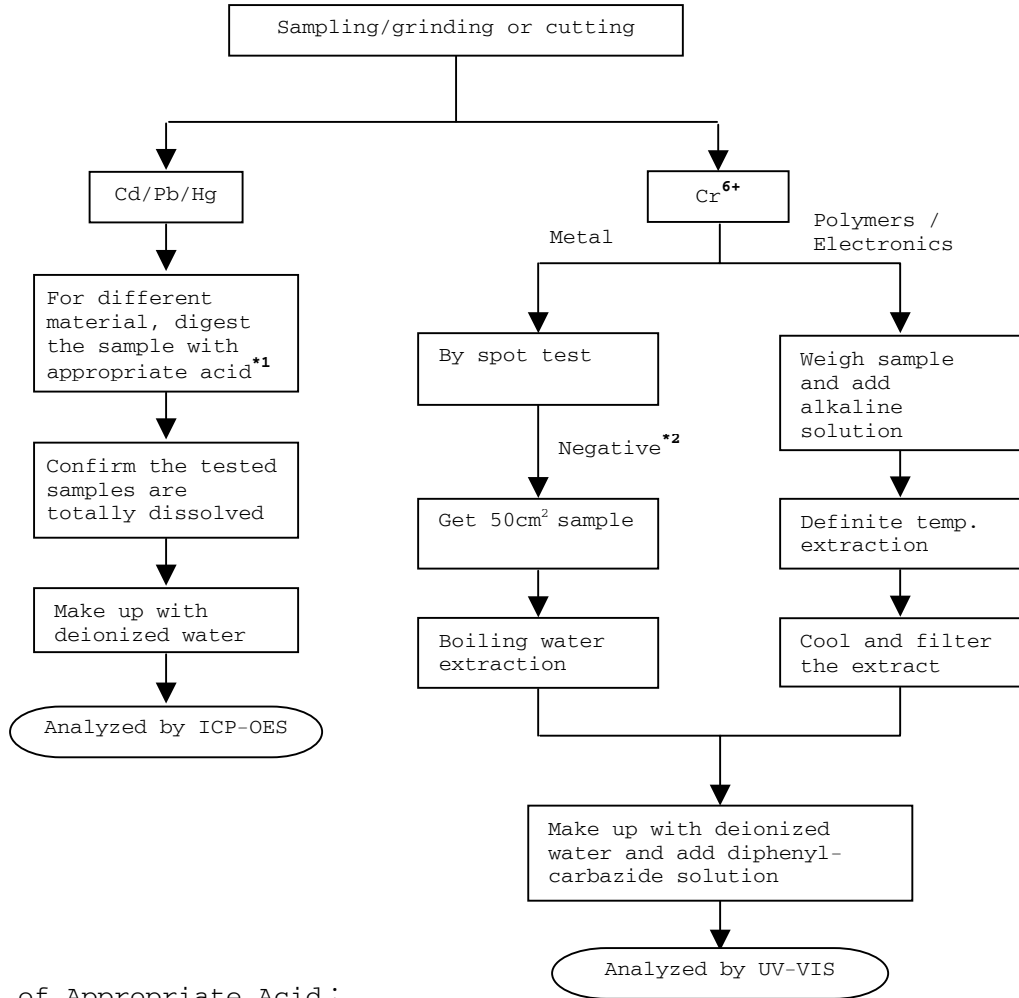 Sampling/grinding or cutting
Cd/Pb/Hg
Cr6+
Metal
Polymers /
Electronics
For different
material, digest
the sample with
appropriate acid*1
By spot test
Weigh sample
and add
alkaline
solution
Negative*2
Confirm the tested
samples are
totally dissolved
Get 50cm2 sample
Definite temp.
extraction
Make up with
deionized water
Boiling water
extraction
Cool and filter
the extract
Analyzed by ICP-OES
Make up with deionized
water and add diphenyl-
carbazide solution
Analyzed by UV-VIS
of Appropriate Acid: